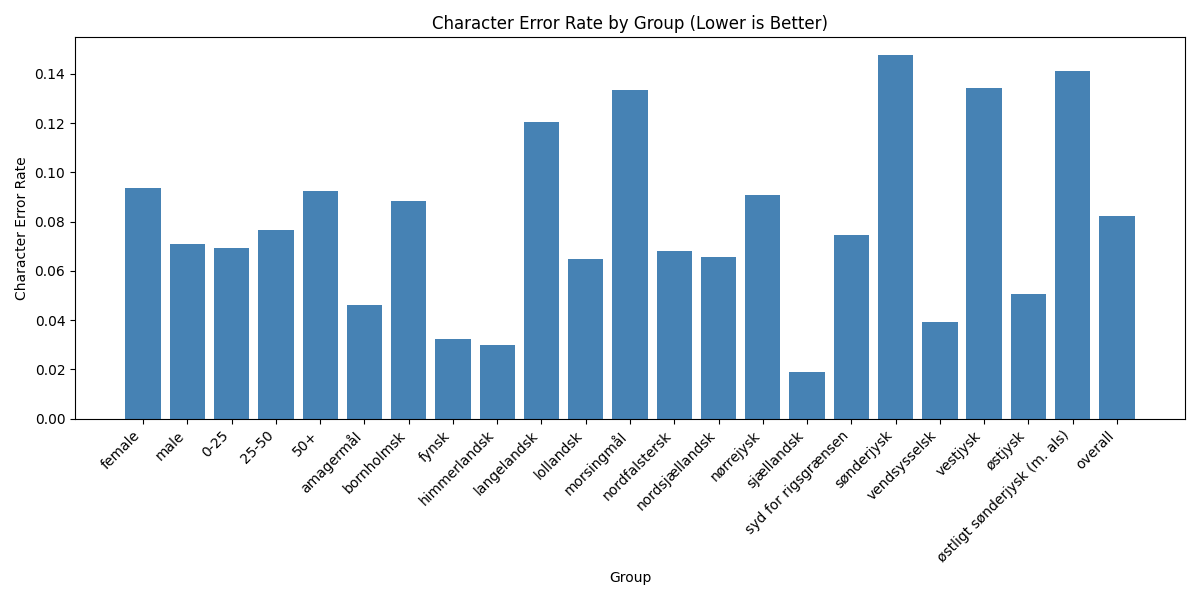 Character Error Rate by Group (Lower is Better)
Character Error Rate
0.14
0.12
0.10
0.08
0.06
0.04
0.02
0.00
female
male
0-25
25-50
50+
amagermål
bornholmsk
fynsk
himmerlandsk
langelandsk
lollandsk
morsingmål
nordfalstersk
nordsjællandsk
nørrejysk
sjællandsk
syd for rigsgrænsen
sønderjysk
vendsysselsk
vestjysk
østjysk
østligt sønderjysk (m. als)
overall
Group